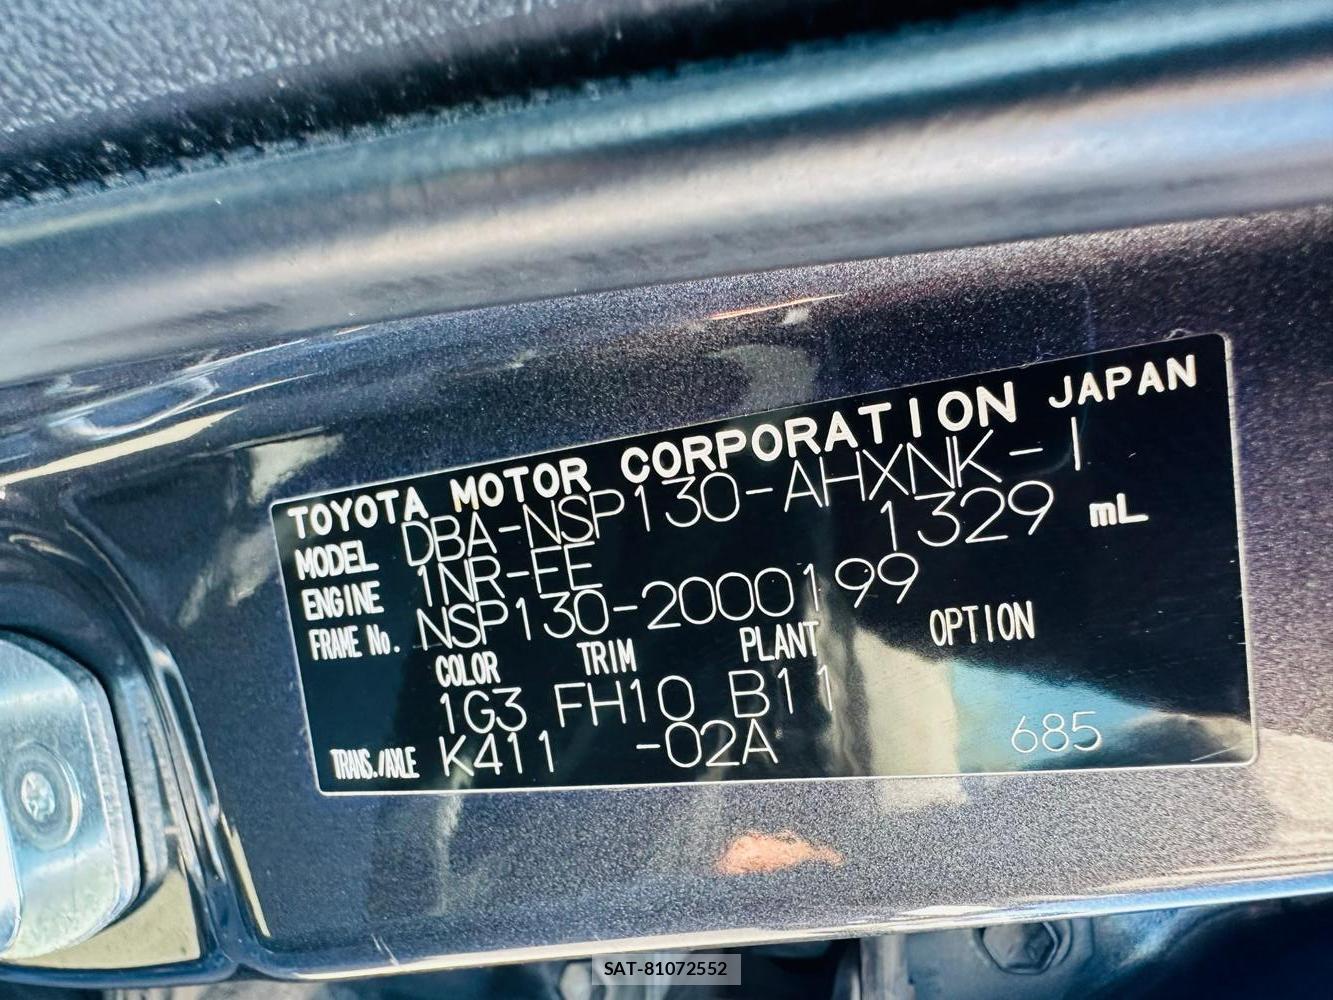 TOYOTA MOTOR CORPORATION JAPAN
MODEL DBA-NSP130-AHXNK-I
ENGINE 1NR-FE 1329 mL
FRAME No. NSP130-2000199
COLOR TRIM PLANT OPTION
1G3 FH10 B11
TRANS./AXLE K411 -02A 685
SAT-81072552